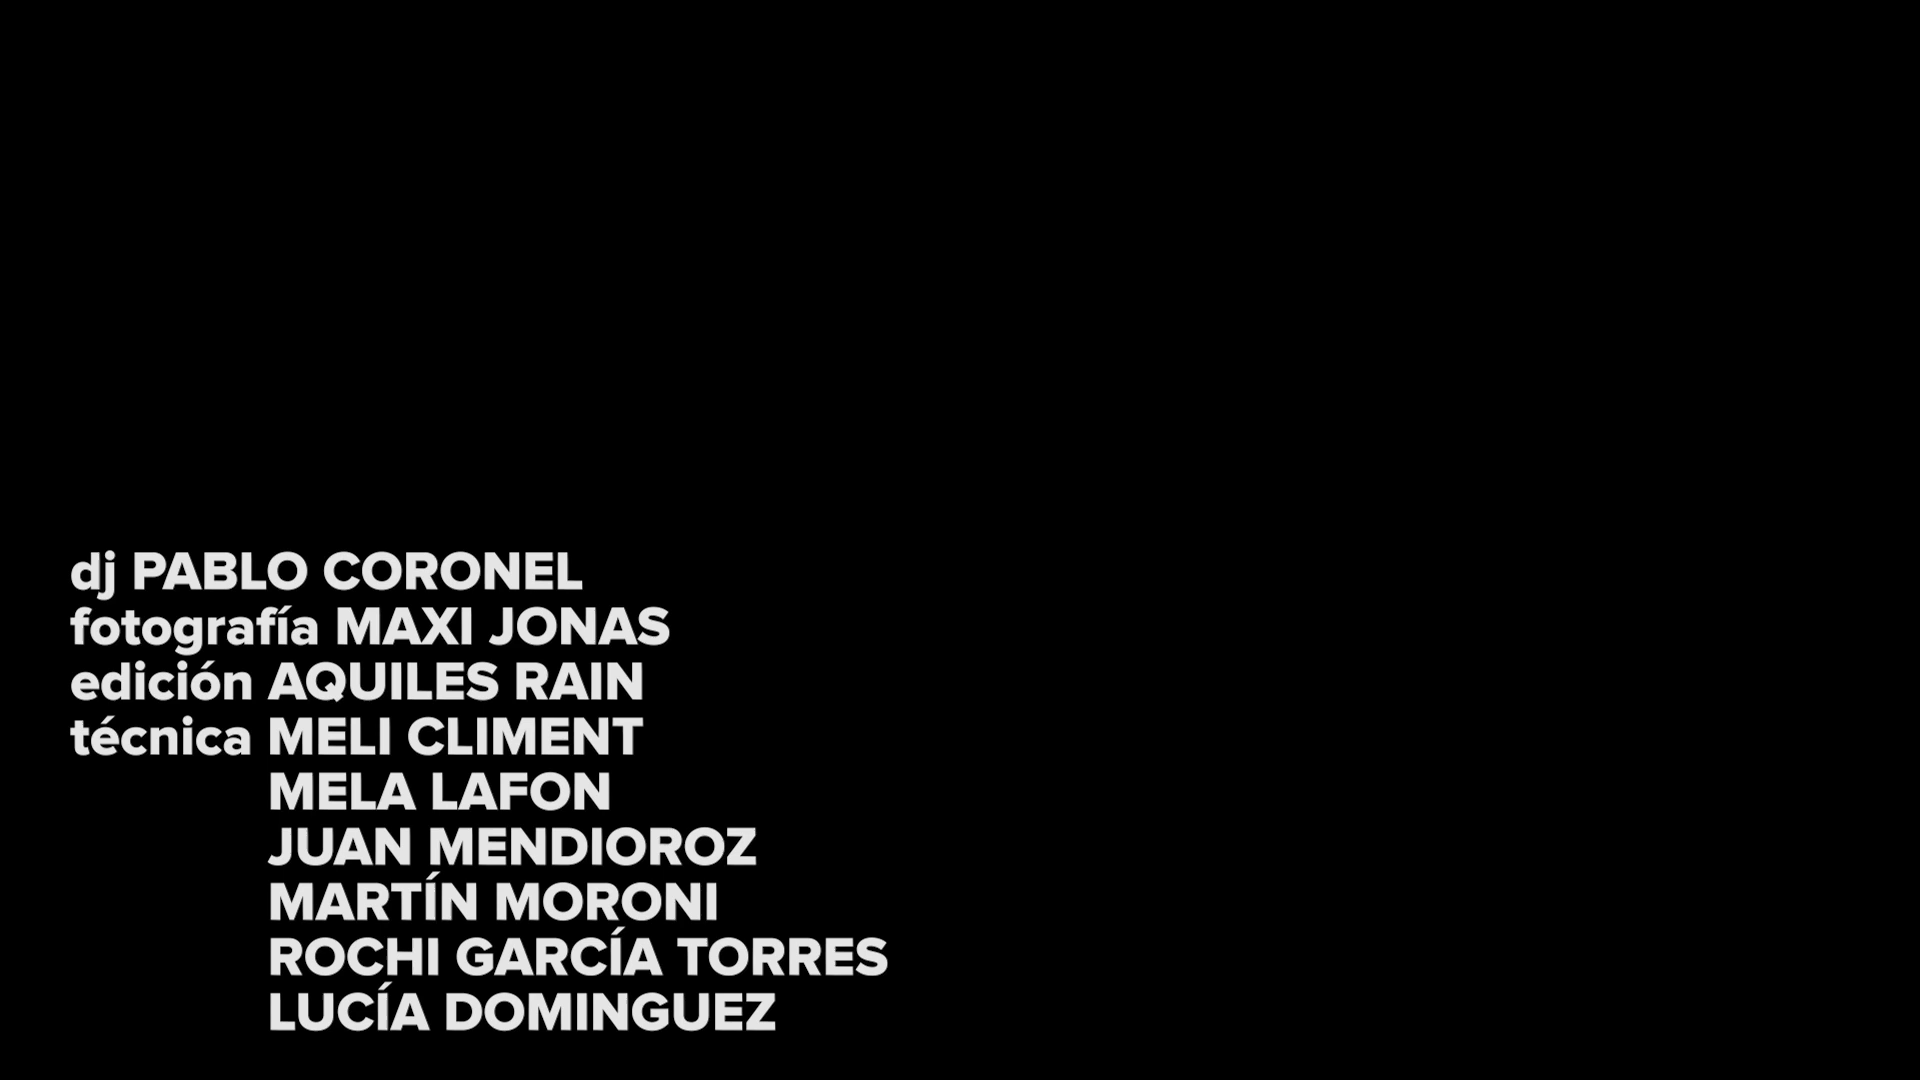 dj PABLO CORONEL
fotografía MAXI JONAS
edición AQUILES RAIN
técnica MELI CLIMENT
MELA LAFON
JUAN MENDIOROZ
MARTÍN MORONI
ROCHI GARCÍA TORRES
LUCÍA DOMINGUEZ